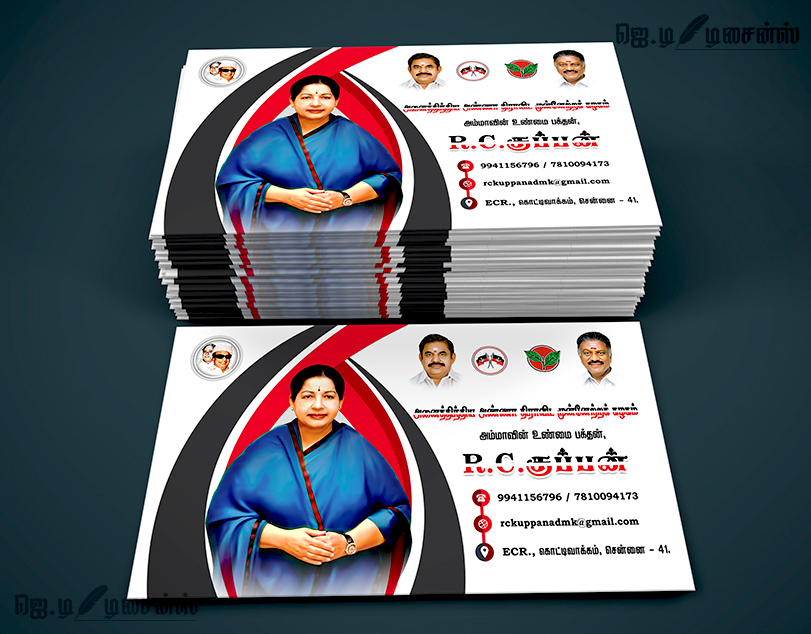 ஜெ.டி டிசைன்ஸ்
அனைத்திந்திய அண்ணா திராவிட முன்னேற்றக் கழகம்
அம்மாவின் உண்மை பக்தன்,
R.C.குப்பன்
9941156796 / 7810094173
rckuppanadmk@gmail.com
ECR., கொட்டிவாக்கம், சென்னை - 41.
அனைத்திந்திய அண்ணா திராவிட முன்னேற்றக் கழகம்
அம்மாவின் உண்மை பக்தன்,
R.C.குப்பன்
9941156796 / 7810094173
rckuppanadmk@gmail.com
ECR., கொட்டிவாக்கம், சென்னை - 41.
ஜெ.டி டிசைன்ஸ்